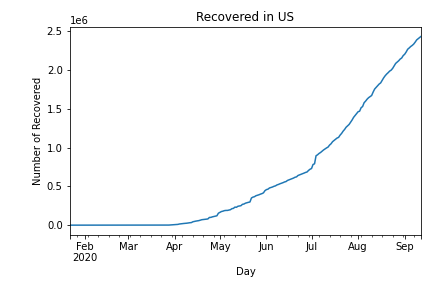 Recovered in US
1e6
2.5
2.0
1.5
1.0
0.5
0.0
Number of Recovered
Feb Mar Apr May Jun Jul Aug Sep
2020
Day